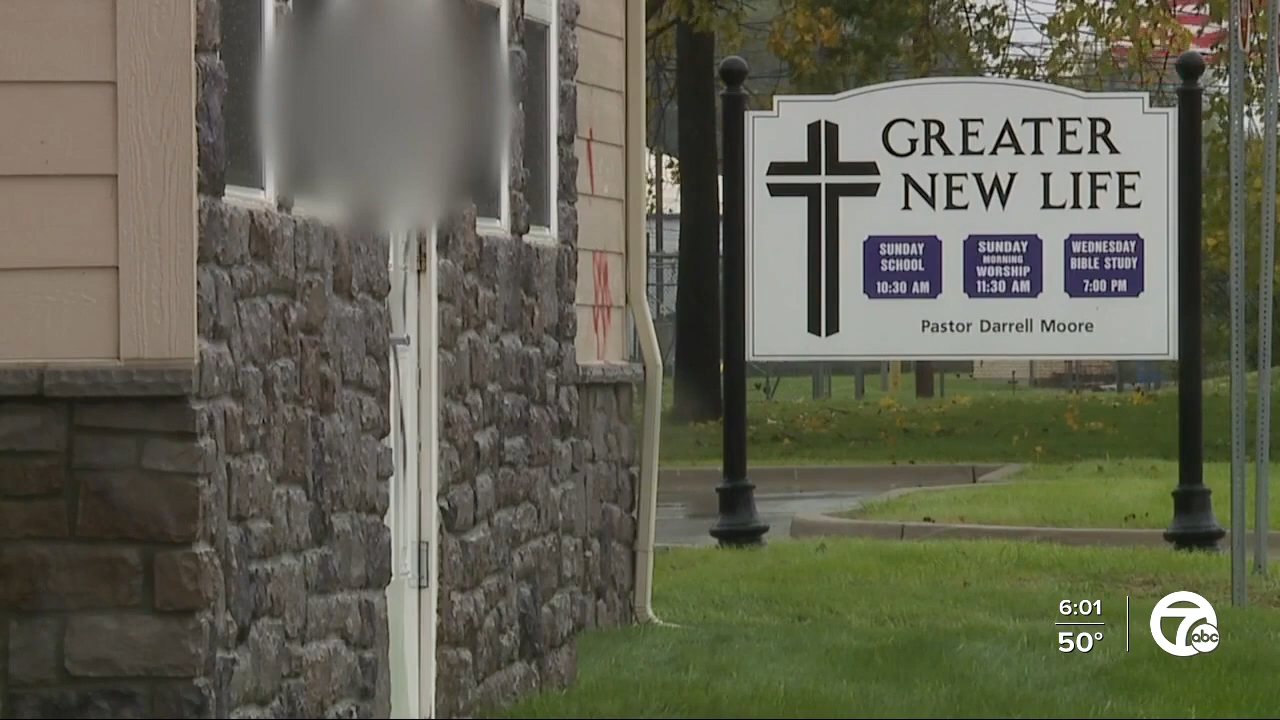 GREATER
NEW LIFE
SUNDAY
SCHOOL
10:30 AM
SUNDAY
MORNING
WORSHIP
11:30 AM
WEDNESDAY
BIBLE STUDY
7:00 PM
Pastor Darrell Moore
6:01
50°
7 abc